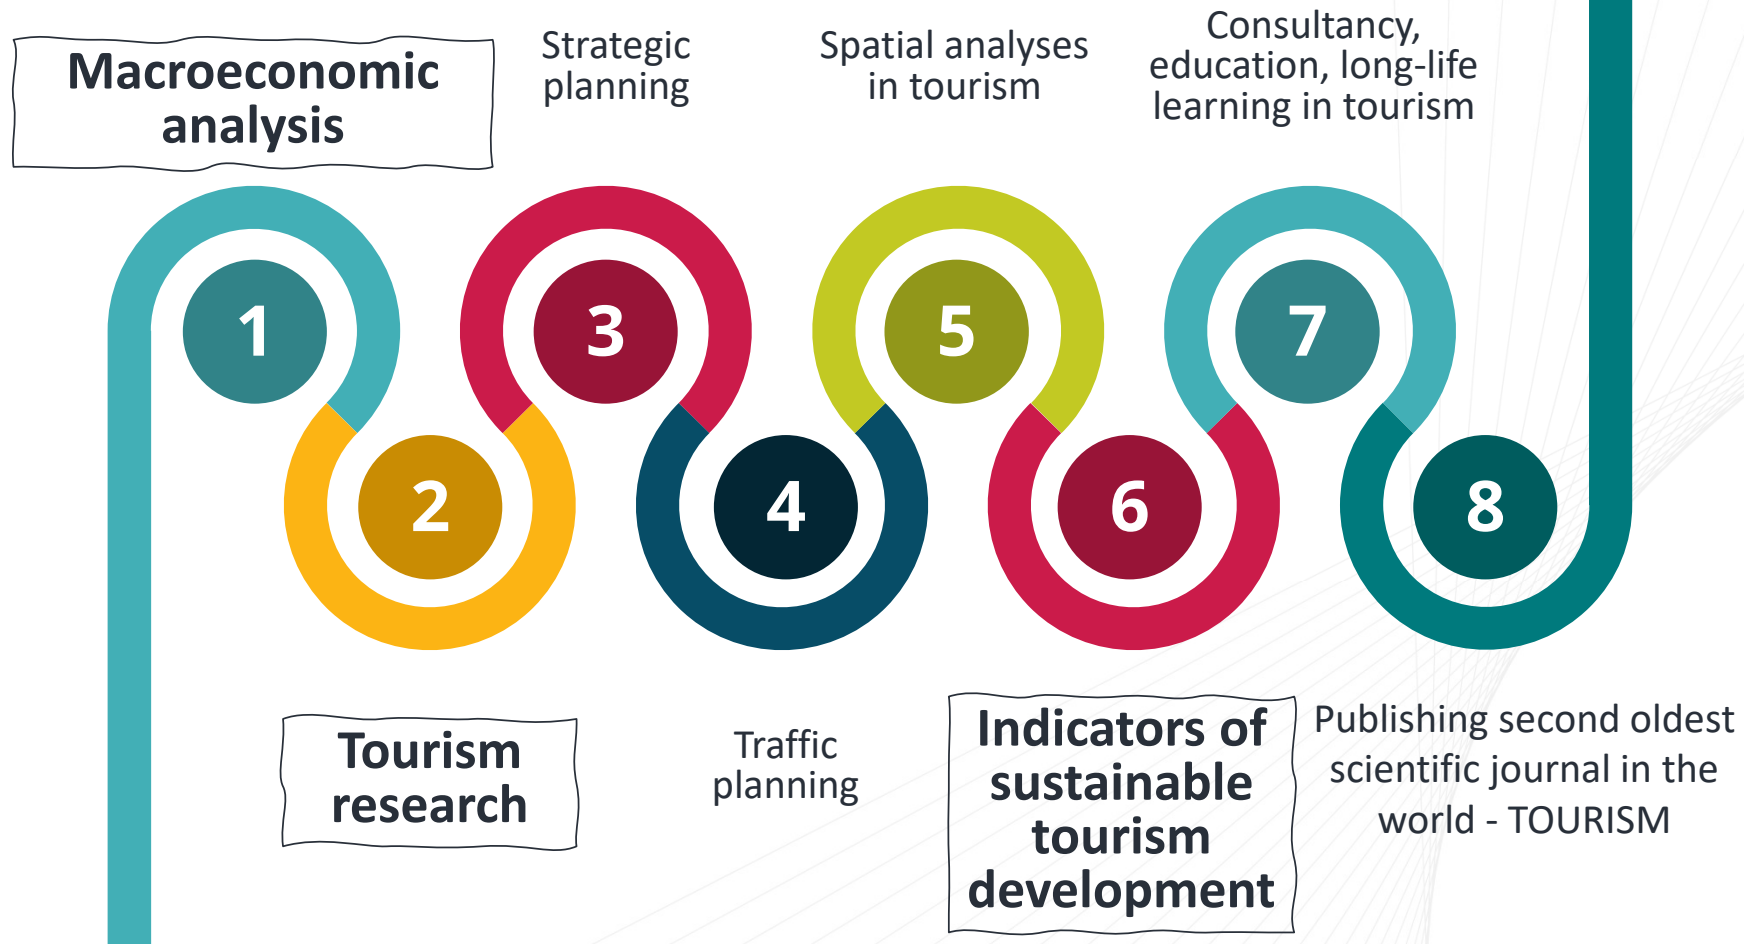 Macroeconomic
analysis
Strategic
planning
Spatial analyses
in tourism
Consultancy,
education, long-life
learning in tourism
1
3
5
7
2
4
6
8
Tourism
research
Traffic
planning
Indicators of
sustainable
tourism
development
Publishing second oldest
scientific journal in the
world - TOURISM